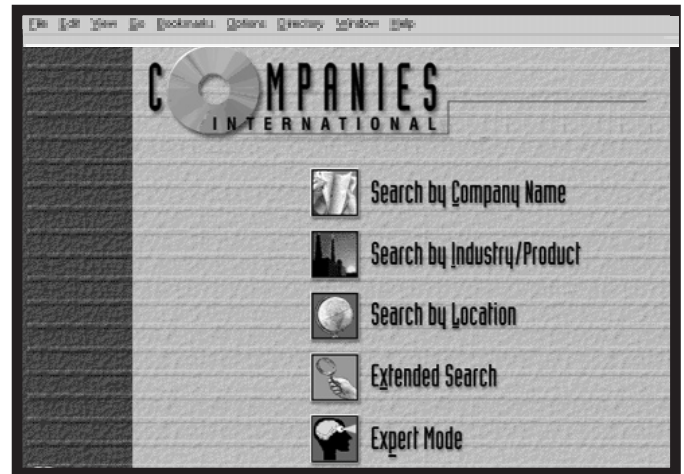 File Edit View Go Bookmarks Options Directory Window Help
COMPANIES
INTERNATIONAL
Search by Company Name
Search by Industry/Product
Search by Location
Extended Search
Expert Mode